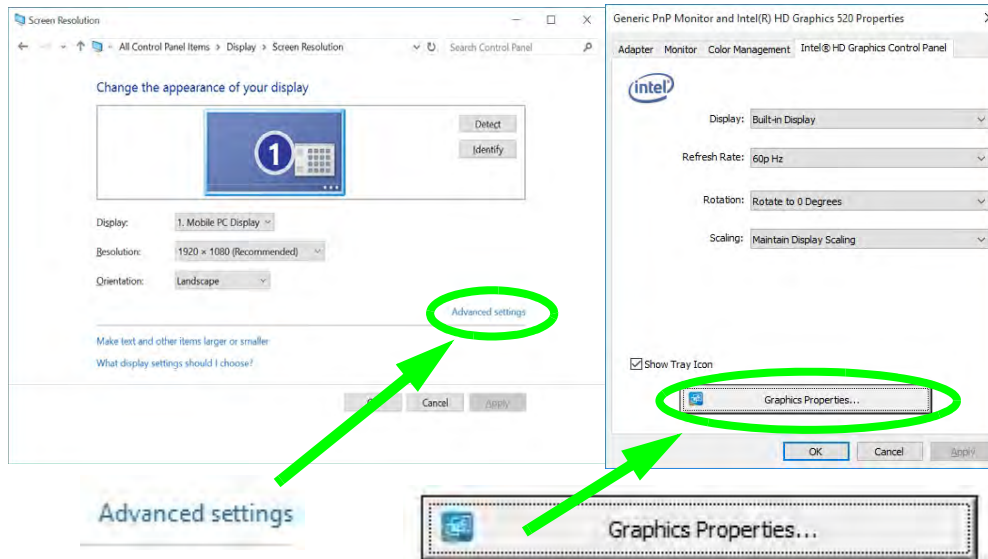 Screen Resolution
All Control Panel Items > Display > Screen Resolution
Search Control Panel
Change the appearance of your display
1
Detect
Identify
Display:
1. Mobile PC Display
Resolution:
1920 × 1080 (Recommended)
Orientation:
Landscape
Advanced settings
Make text and other items larger or smaller
What display settings should I choose?
Cancel
Apply
Generic PnP Monitor and Intel(R) HD Graphics 520 Properties
Adapter Monitor Color Management Intel® HD Graphics Control Panel
intel
Display: Built-in Display
Refresh Rate: 60p Hz
Rotation: Rotate to 0 Degrees
Scaling: Maintain Display Scaling
Show Tray Icon
Graphics Properties...
OK Cancel Apply
Advanced settings
Graphics Properties...